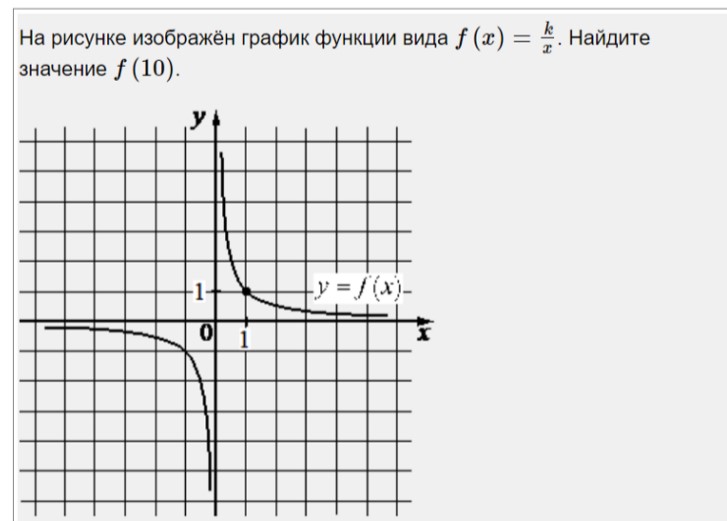 На рисунке изображён график функции вида f (x) = k/x. Найдите
значение f (10).
y
1
y = f(x)
0
1
x